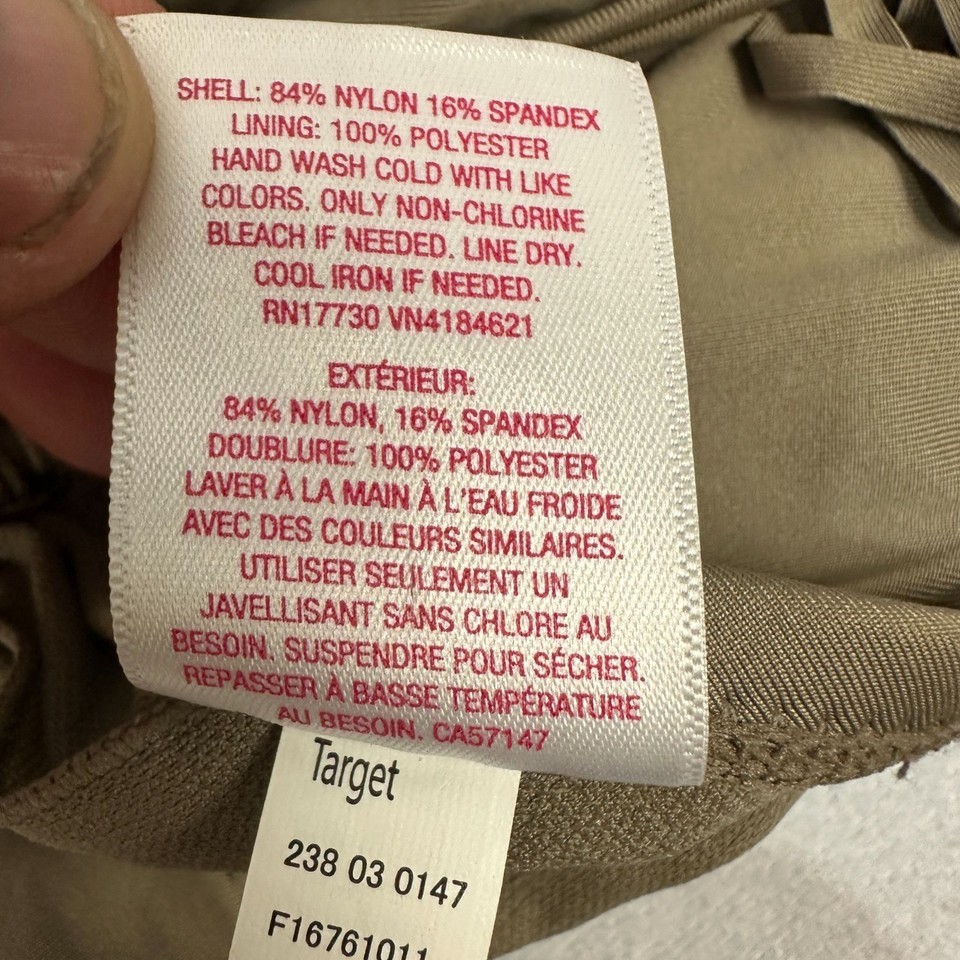 SHELL: 84% NYLON 16% SPANDEX
LINING: 100% POLYESTER
HAND WASH COLD WITH LIKE
COLORS. ONLY NON-CHLORINE
BLEACH IF NEEDED. LINE DRY.
COOL IRON IF NEEDED.
RN17730 VN4184621
EXTÉRIEUR:
84% NYLON, 16% SPANDEX
DOUBLURE: 100% POLYESTER
LAVER À LA MAIN À L'EAU FROIDE
AVEC DES COULEURS SIMILAIRES.
UTILISER SEULEMENT UN
JAVELLISANT SANS CHLORE AU
BESOIN. SUSPENDRE POUR SÉCHER.
REPASSER À BASSE TEMPÉRATURE
AU BESOIN. CA57147
Target
238 03 0147
F16761011